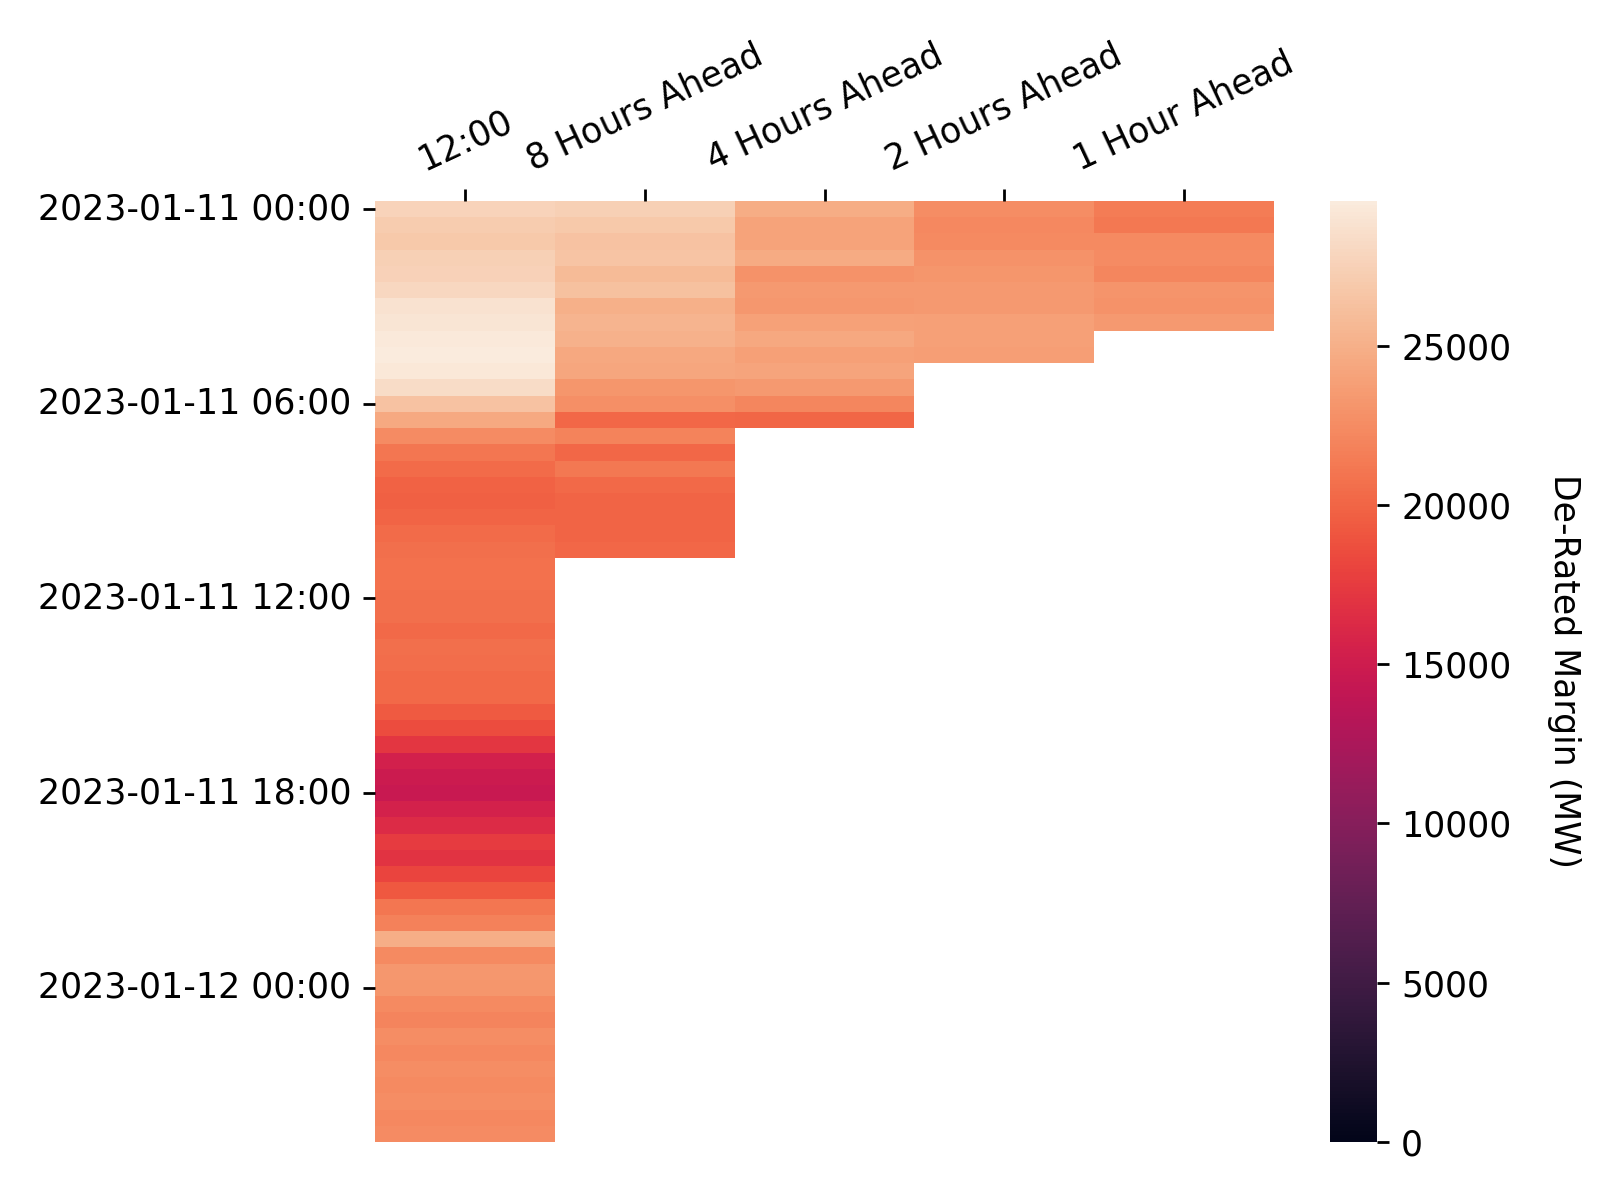 12:00
8 Hours Ahead
4 Hours Ahead
2 Hours Ahead
1 Hour Ahead
2023-01-11 00:00
2023-01-11 06:00
2023-01-11 12:00
2023-01-11 18:00
2023-01-12 00:00
25000
20000
15000
10000
5000
0
De-Rated Margin (MW)